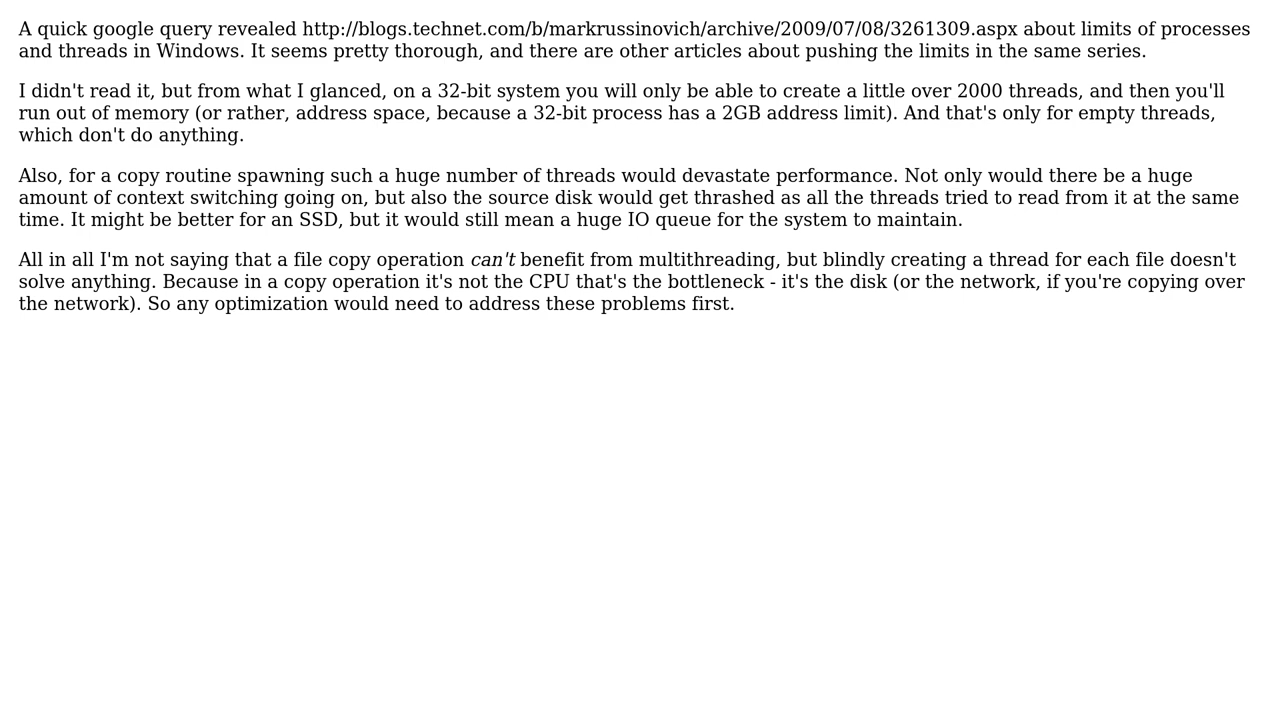 A quick google query revealed http://blogs.technet.com/b/markrussinovich/archive/2009/07/08/3261309.aspx about limits of processes
and threads in Windows. It seems pretty thorough, and there are other articles about pushing the limits in the same series.
I didn't read it, but from what I glanced, on a 32-bit system you will only be able to create a little over 2000 threads, and then you'll
run out of memory (or rather, address space, because a 32-bit process has a 2GB address limit). And that's only for empty threads,
which don't do anything.
Also, for a copy routine spawning such a huge number of threads would devastate performance. Not only would there be a huge
amount of context switching going on, but also the source disk would get thrashed as all the threads tried to read from it at the same
time. It might be better for an SSD, but it would still mean a huge IO queue for the system to maintain.
All in all I'm not saying that a file copy operation can't benefit from multithreading, but blindly creating a thread for each file doesn't
solve anything. Because in a copy operation it's not the CPU that's the bottleneck - it's the disk (or the network, if you're copying over
the network). So any optimization would need to address these problems first.